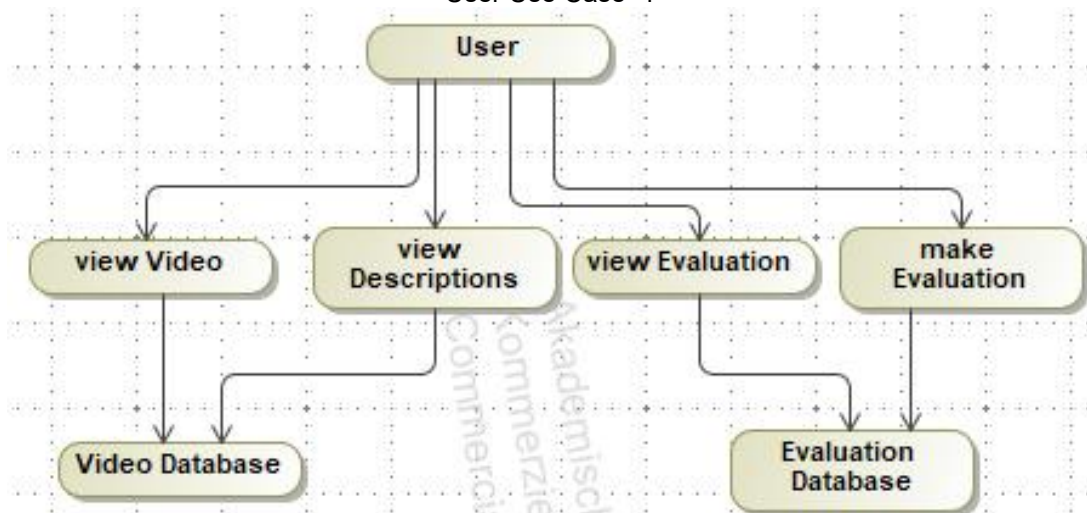 User
view Video
view
Descriptions
view Evaluation
make
Evaluation
Video Database
Evaluation
Database